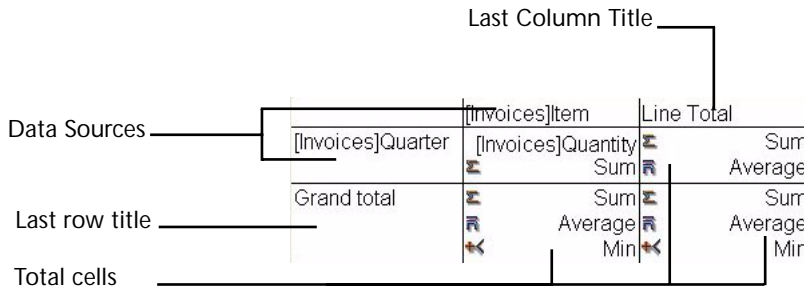 Last Column Title
[Invoices]Item Line Total
Data Sources
[Invoices]Quarter [Invoices]Quantity Σ Sum
Σ Sum Average
Grand total Σ Sum Σ Sum
Last row title
Average Average
Min Min
Total cells